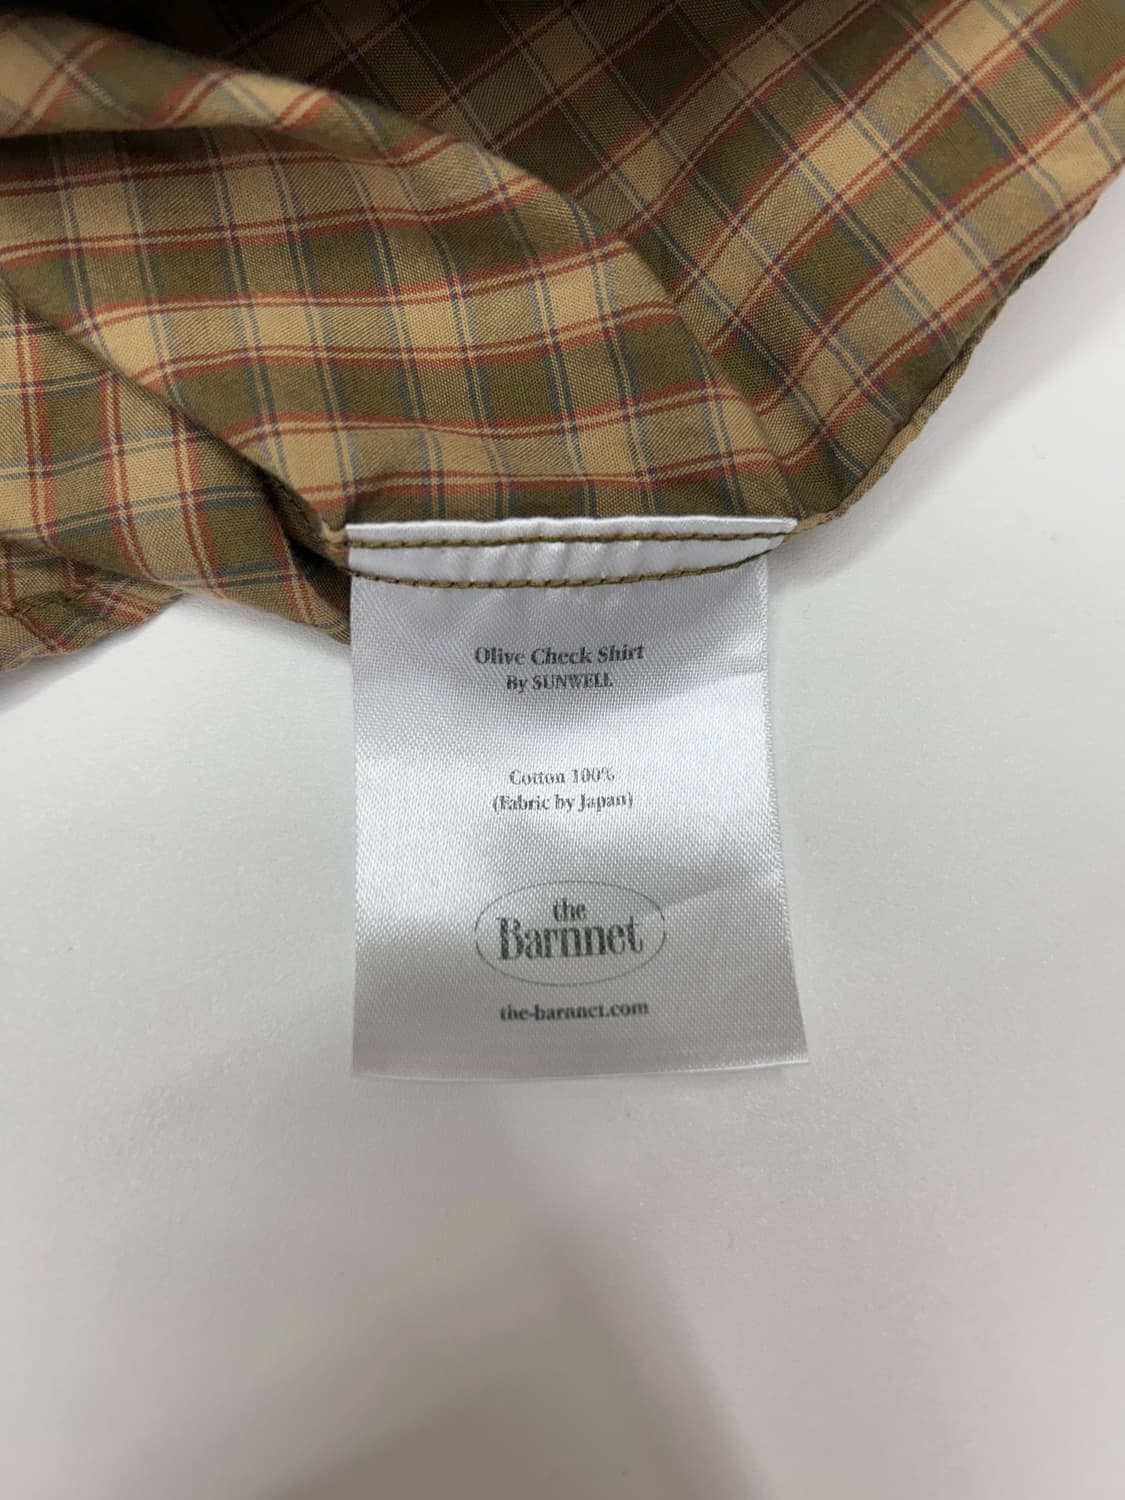 Olive Check Shirt
By SUNWELL
Cotton 100%
(Fabric by Japan)
the
Barnnet
the-barnnet.com